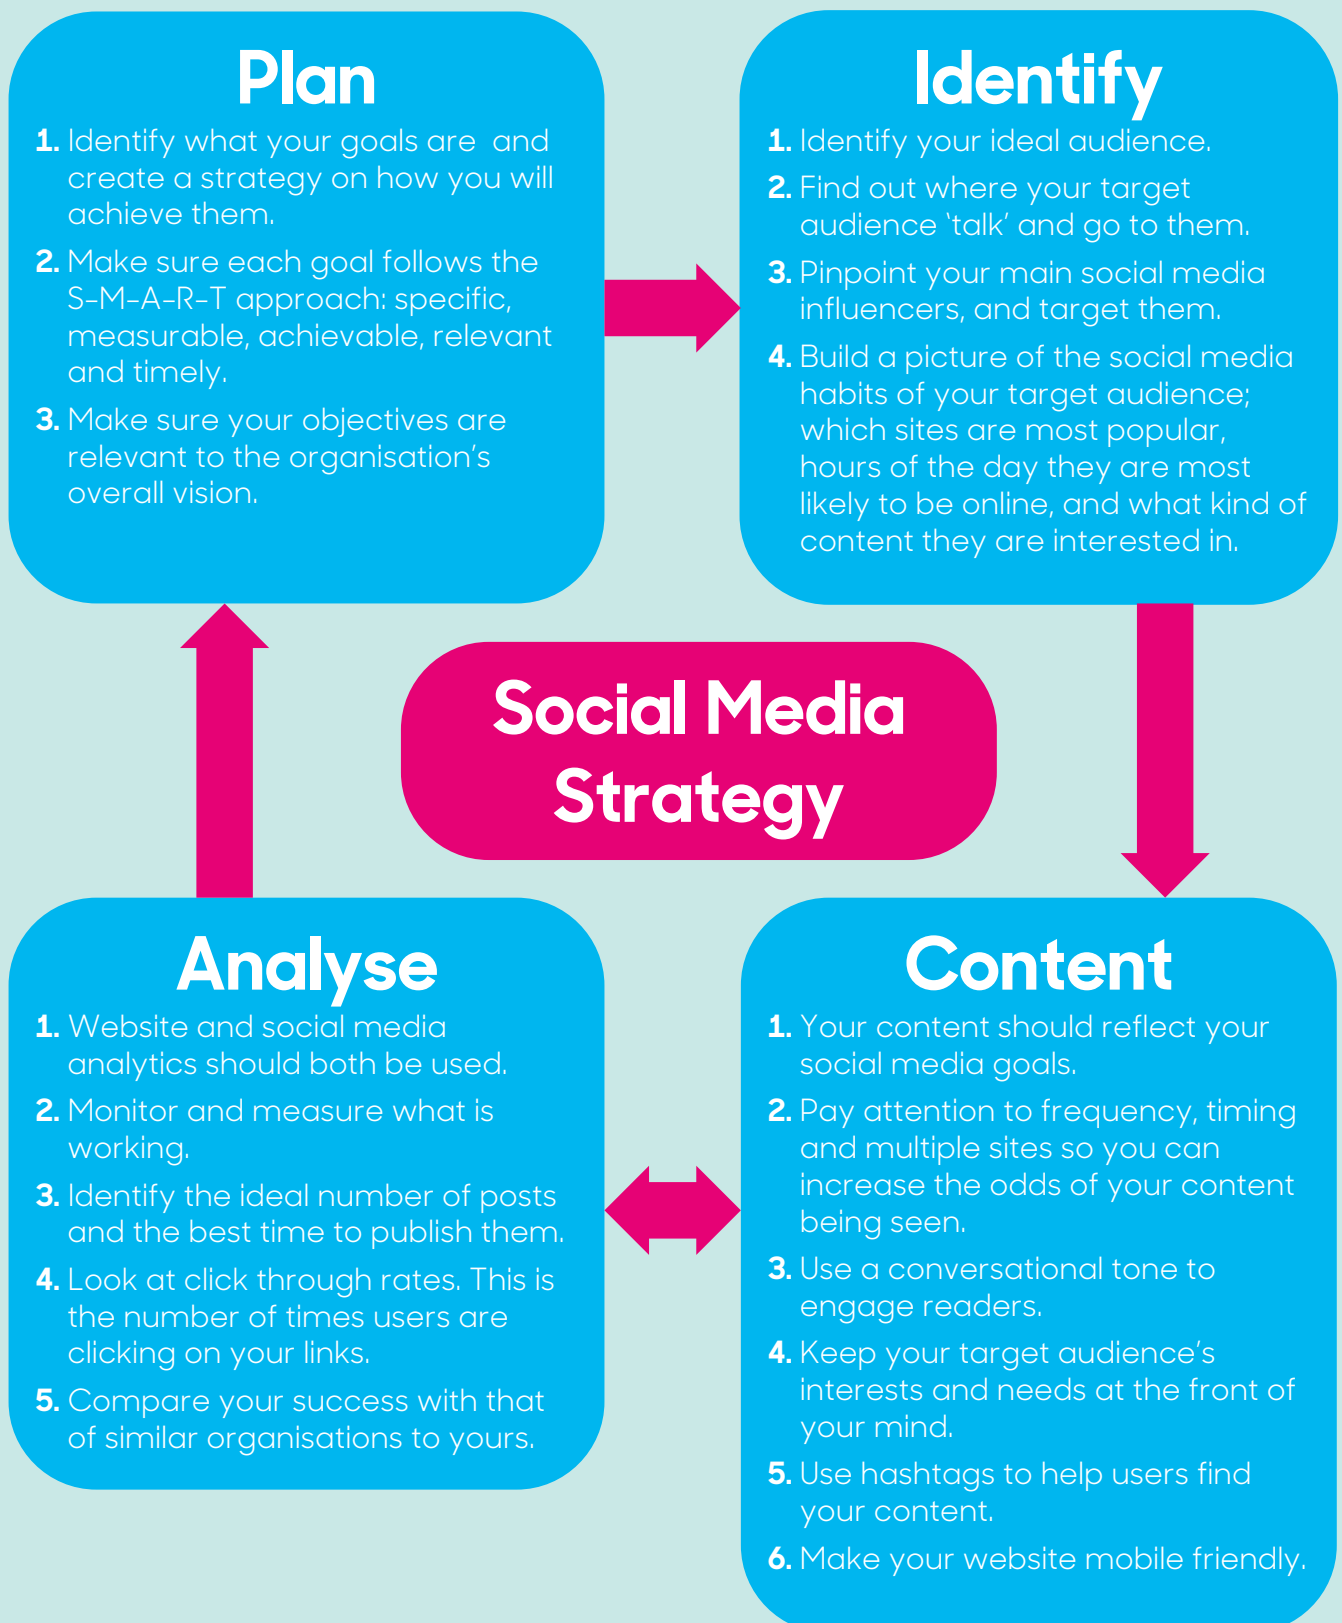 Plan
1. Identify what your goals are  and
create a strategy on how you will
achieve them.
2. Make sure each goal follows the
S-M-A-R-T approach: specific,
measurable, achievable, relevant
and timely.
3. Make sure your objectives are
relevant to the organisation’s
overall vision.
Identify
1. Identify your ideal audience.
2. Find out where your target
audience ‘talk’ and go to them.
3. Pinpoint your main social media
influencers, and target them.
4. Build a picture of the social media
habits of your target audience;
which sites are most popular,
hours of the day they are most
likely to be online, and what kind of
content they are interested in.
Social Media
Strategy
Analyse
1. Website and social media
analytics should both be used.
2. Monitor and measure what is
working.
3. Identify the ideal number of posts
and the best time to publish them.
4. Look at click through rates. This is
the number of times users are
clicking on your links.
5. Compare your success with that
of similar organisations to yours.
Content
1. Your content should reflect your
social media goals.
2. Pay attention to frequency, timing
and multiple sites so you can
increase the odds of your content
being seen.
3. Use a conversational tone to
engage readers.
4. Keep your target audience’s
interests and needs at the front of
your mind.
5. Use hashtags to help users find
your content.
6. Make your website mobile friendly.